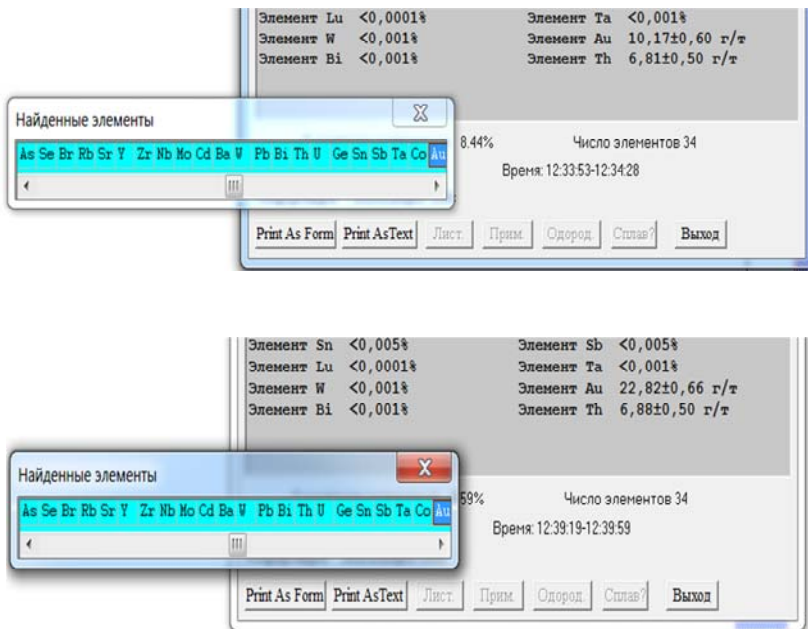 Элемент Lu <0,0001% Элемент Ta <0,001%
Элемент W <0,001% Элемент Au 10,17±0,60 г/т
Элемент Bi <0,001% Элемент Th 6,81±0,50 г/т
Найденные элементы
As Se Br Rb Sr Y Zr Nb Mo Cd Ba W Pb Bi Th U Ge Sn Sb Ta Co Au
8.44% Число элементов 34
Время: 12:33:53-12:34:28
Print As Form Print AsText Лист. Прим. Одород. Сплав? Выход
Элемент Sn <0,005% Элемент Sb <0,005%
Элемент Lu <0,0001% Элемент Ta <0,001%
Элемент W <0,001% Элемент Au 22,82±0,66 г/т
Элемент Bi <0,001% Элемент Th 6,88±0,50 г/т
Найденные элементы
As Se Br Rb Sr Y Zr Nb Mo Cd Ba W Pb Bi Th U Ge Sn Sb Ta Co Au
59% Число элементов 34
Время: 12:39:19-12:39:59
Print As Form Print AsText Лист. Прим. Одород. Сплав? Выход